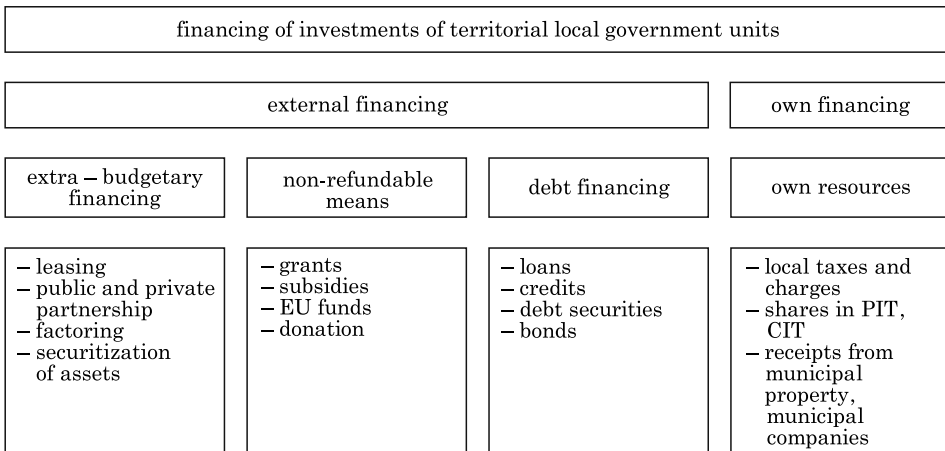 financing of investments of territorial local government units
external financing
own financing
extra – budgetary
financing
non-refundable
means
debt financing
own resources
– leasing
– public and private
partnership
– factoring
– securitization
of assets
– grants
– subsidies
– EU funds
– donation
– loans
– credits
– debt securities
– bonds
– local taxes and
charges
– shares in PIT,
CIT
– receipts from
municipal
property,
municipal
companies